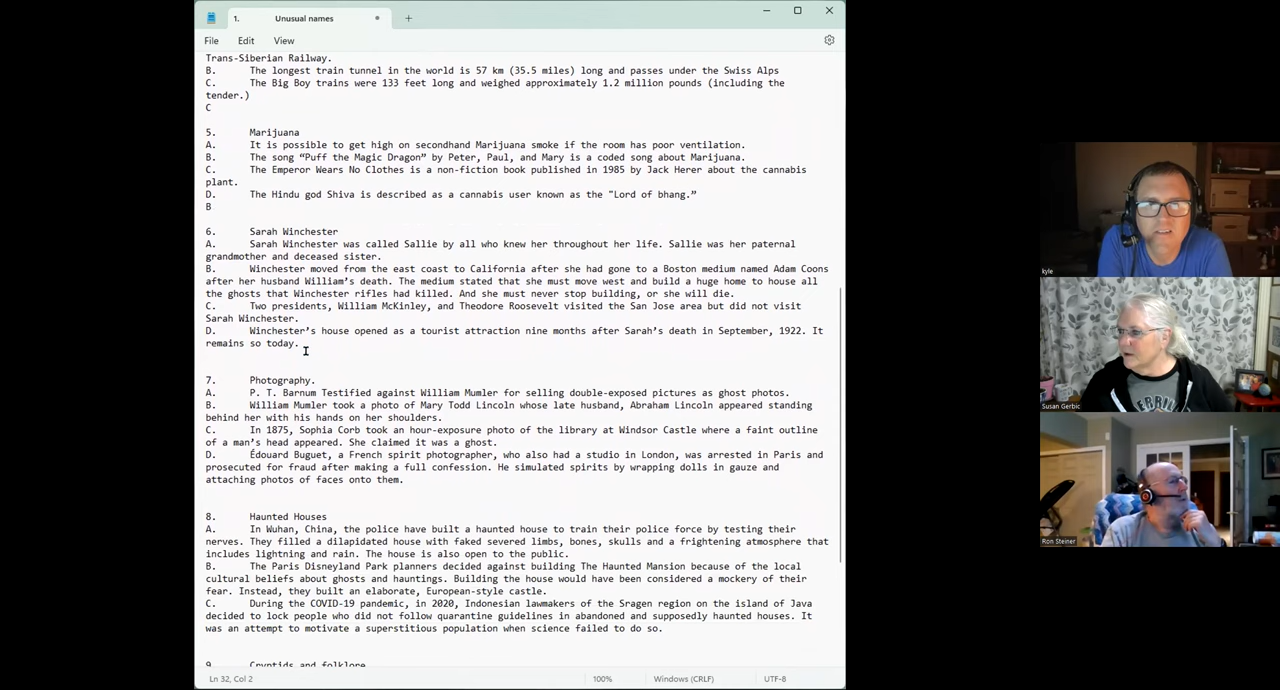 1. Unusual names
File Edit View
Trans-Siberian Railway.
B. The longest train tunnel in the world is 57 km (35.5 miles) long and passes under the Swiss Alps
C. The Big Boy trains were 133 feet long and weighed approximately 1.2 million pounds (including the
tender.)
C
5. Marijuana
A. It is possible to get high on secondhand Marijuana smoke if the room has poor ventilation.
B. The song “Puff the Magic Dragon” by Peter, Paul, and Mary is a coded song about Marijuana.
C. The Emperor Wears No Clothes is a non-fiction book published in 1985 by Jack Herer about the cannabis
plant.
D. The Hindu god Shiva is described as a cannabis user known as the "Lord of bhang.”
B
6. Sarah Winchester
A. Sarah Winchester was called Sallie by all who knew her throughout her life. Sallie was her paternal
grandmother and deceased sister.
B. Winchester moved from the east coast to California after she had gone to a Boston medium named Adam Coons
after her husband William’s death. The medium stated that she must move west and build a huge home to house all
the ghosts that Winchester rifles had killed. And she must never stop building, or she will die.
C. Two presidents, William McKinley, and Theodore Roosevelt visited the San Jose area but did not visit
Sarah Winchester.
D. Winchester’s house opened as a tourist attraction nine months after Sarah’s death in September, 1922. It
remains so today.
7. Photography.
A. P. T. Barnum Testified against William Mumler for selling double-exposed pictures as ghost photos.
B. William Mumler took a photo of Mary Todd Lincoln whose late husband, Abraham Lincoln appeared standing
behind her with his hands on her shoulders.
C. In 1875, Sophia Corb took an hour-exposure photo of the library at Windsor Castle where a faint outline
of a man’s head appeared. She claimed it was a ghost.
D. Édouard Buguet, a French spirit photographer, who also had a studio in London, was arrested in Paris and
prosecuted for fraud after making a full confession. He simulated spirits by wrapping dolls in gauze and
attaching photos of faces onto them.
8. Haunted Houses
A. In Wuhan, China, the police have built a haunted house to train their police force by testing their
nerves. They filled a dilapidated house with faked severed limbs, bones, skulls and a frightening atmosphere that
includes lightning and rain. The house is also open to the public.
B. The Paris Disneyland Park planners decided against building The Haunted Mansion because of the local
cultural beliefs about ghosts and hauntings. Building the house would have been considered a mockery of their
fear. Instead, they built an elaborate, European-style castle.
C. During the COVID-19 pandemic, in 2020, Indonesian lawmakers of the Sragen region on the island of Java
decided to lock people who did not follow quarantine guidelines in abandoned and supposedly haunted houses. It
was an attempt to motivate a superstitious population when science failed to do so.
9. Cryptids and folklore
Ln 32, Col 2 100% Windows (CRLF) UTF-8
kyle
Susan Gerbic
Ron Steiner